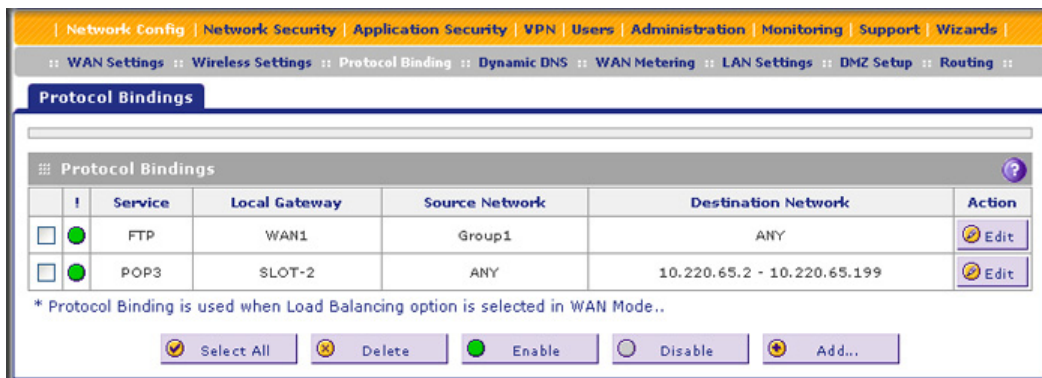 | Network Config | Network Security | Application Security | VPN | Users | Administration | Monitoring | Support | Wizards |
:: WAN Settings :: Wireless Settings :: Protocol Binding :: Dynamic DNS :: WAN Metering :: LAN Settings :: DMZ Setup :: Routing ::
Protocol Bindings
Protocol Bindings ?
! Service Local Gateway Source Network Destination Network Action
FTP WAN1 Group1 ANY Edit
POP3 SLOT-2 ANY 10.220.65.2 - 10.220.65.199 Edit
* Protocol Binding is used when Load Balancing option is selected in WAN Mode..
Select All Delete Enable Disable Add...